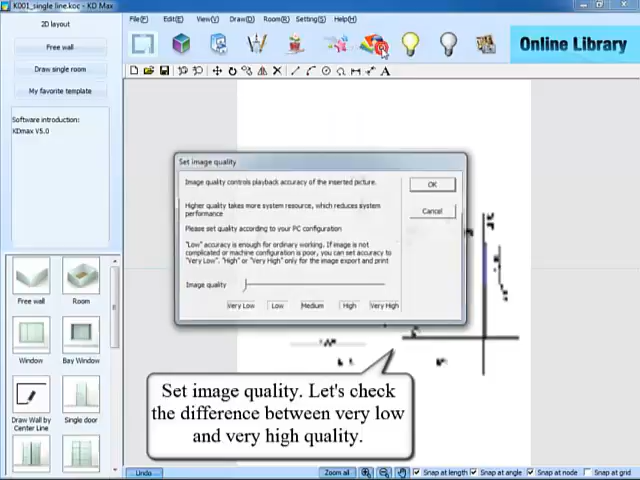 K001_single line.koc - KD Max
2D layout
File(F) Edit(E) View(V) Draw(D) Room(R) Setting(S) Help(H)
Free wall
Draw single room
My favorite template
Online Library
Software introduction:
KDmax V5.0
Set image quality
Image quality controls playback accuracy of the inserted picture.
Higher quality takes more system resource, which reduces system
performance
Please set quality according to your PC configuration
"Low" accuracy is enough for ordinary working. If image is not
complicated or machine configuration is poor, you can set accuracy
to "Very Low". "High" or "Very High" only for the image export and print
OK
Cancel
Image quality
Very Low Low Medium High Very High
Free wall Room
Window Bay Window
Draw Wall by
Center Line
Single door
Set image quality. Let's check
the difference between very low
and very high quality.
Undo Zoom all Snap at length Snap at angle Snap at node Snap at grid